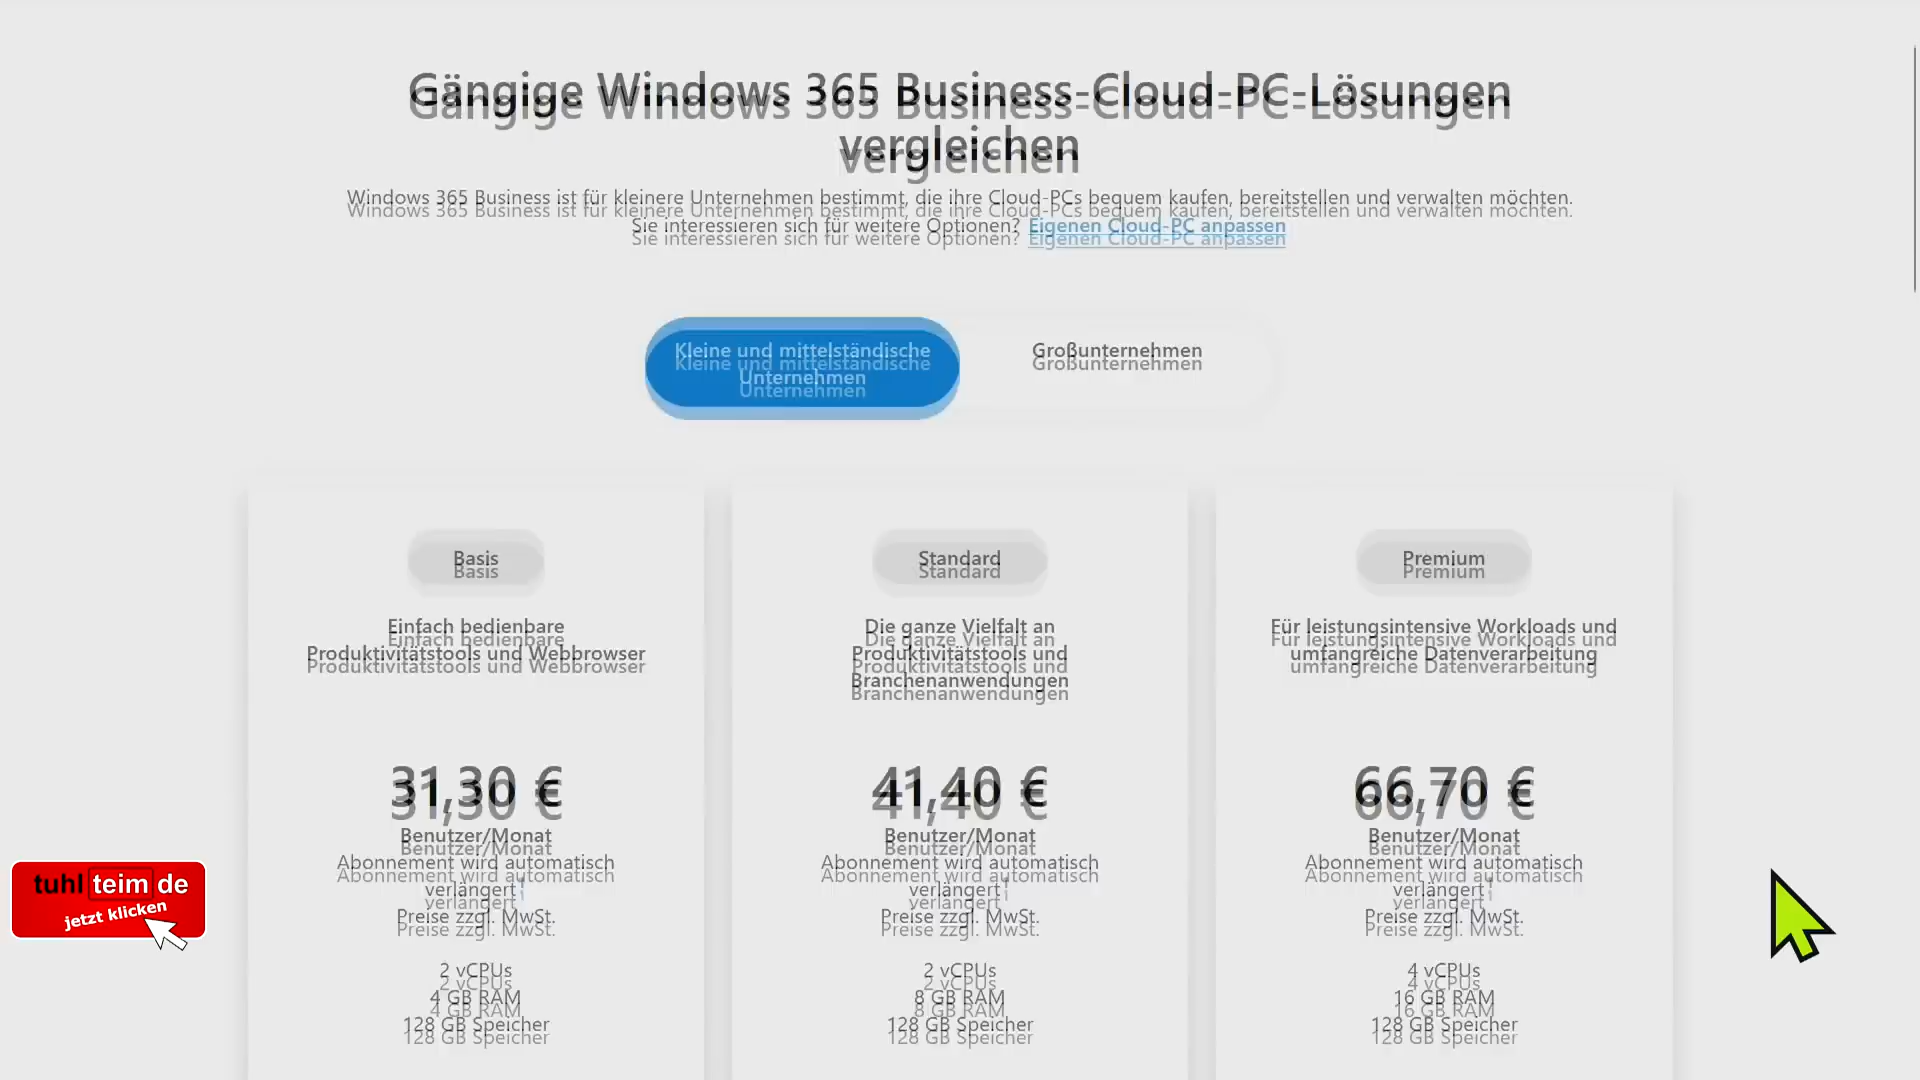 Gängige Windows 365 Business-Cloud-PC-Lösungen
vergleichen
Windows 365 Business ist für kleinere Unternehmen bestimmt, die ihre Cloud-PCs bequem kaufen, bereitstellen und verwalten möchten.
Sie interessieren sich für weitere Optionen? Eigenen Cloud-PC anpassen
Kleine und mittelständische
Unternehmen
Großunternehmen
Basis
Einfach bedienbare
Produktivitätstools und Webbrowser
31,30 €
Benutzer/Monat
Abonnement wird automatisch
verlängert
Preise zzgl. MwSt.
2 vCPUs
4 GB RAM
128 GB Speicher
Standard
Die ganze Vielfalt an
Produktivitätstools und
Branchenanwendungen
41,40 €
Benutzer/Monat
Abonnement wird automatisch
verlängert
Preise zzgl. MwSt.
2 vCPUs
8 GB RAM
128 GB Speicher
Premium
Für leistungsintensive Workloads und
umfangreiche Datenverarbeitung
66,70 €
Benutzer/Monat
Abonnement wird automatisch
verlängert
Preise zzgl. MwSt.
4 vCPUs
16 GB RAM
128 GB Speicher
tuhl teim de
jetzt klicken